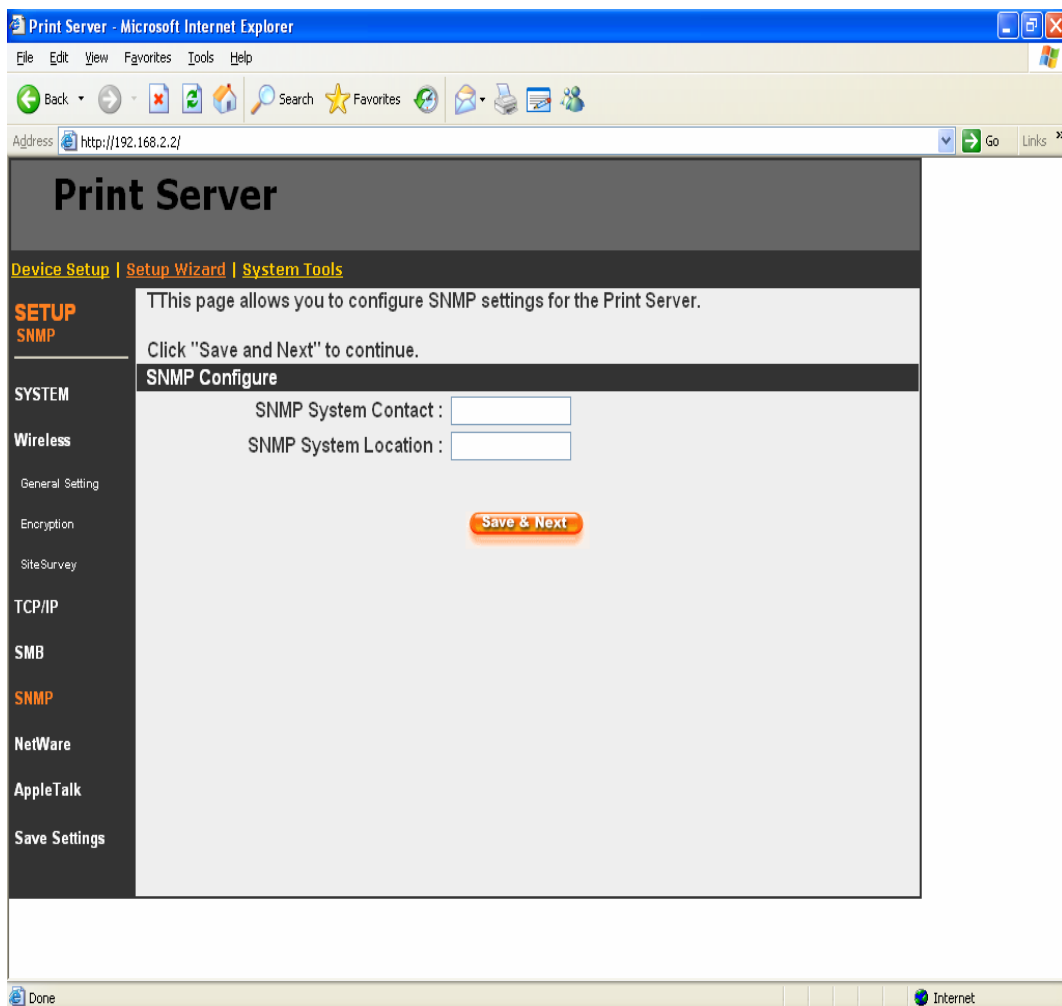 Print Server - Microsoft Internet Explorer
File Edit View Favorites Tools Help
Back Search Favorites
Address http://192.168.2.2/ Go Links »
Print Server
Device Setup | Setup Wizard | System Tools
SETUP
SNMP
SYSTEM
Wireless
General Setting
Encryption
SiteSurvey
TCP/IP
SMB
SNMP
NetWare
AppleTalk
Save Settings
TThis page allows you to configure SNMP settings for the Print Server.
Click "Save and Next" to continue.
SNMP Configure
SNMP System Contact :
SNMP System Location :
Save & Next
Done Internet